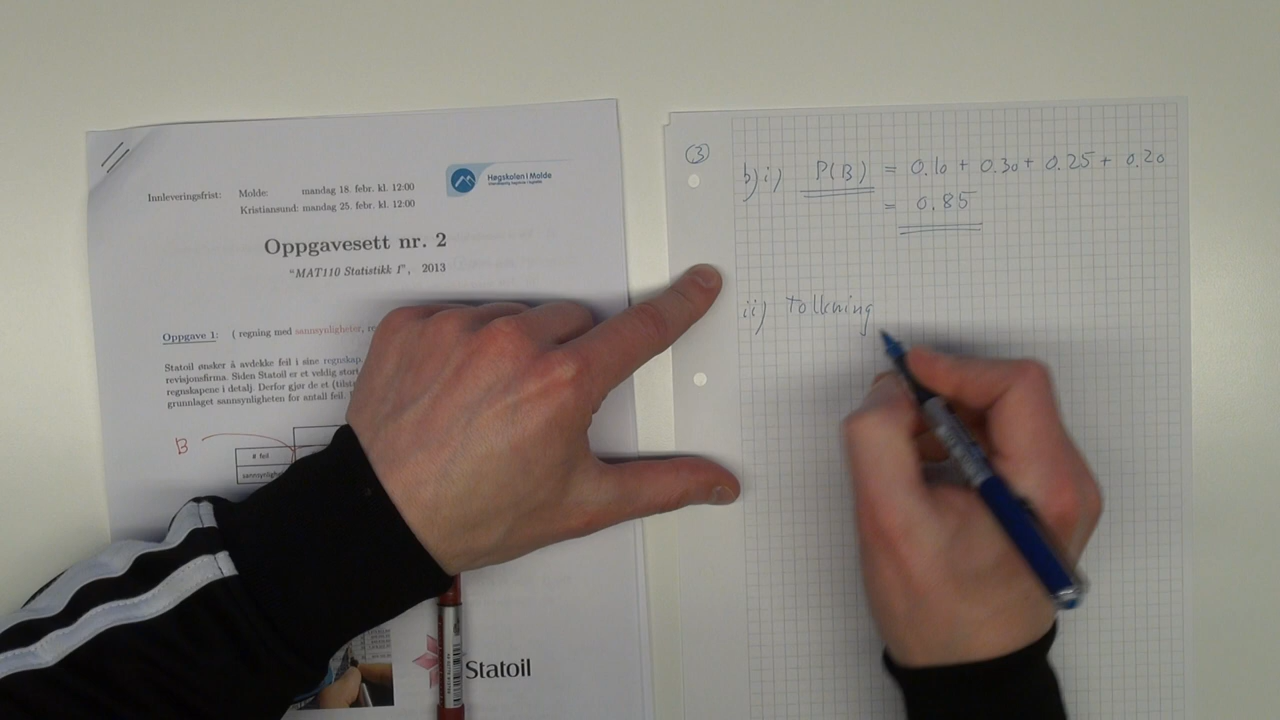 Innleveringsfrist: Molde: mandag 18. febr. kl. 12:00
Kristiansund: mandag 25. febr. kl. 12:00
Høgskolen i Molde
Oppgavesett nr. 2
"MAT110 Statistikk 1", 2013
Oppgave 1: ( regning med sannsynligheter,
Statoil ønsker å avdekke feil i sine regnskap.
revisjonsfirma. Siden Statoil er et veldig stort
regnskapene i detalj. Derfor gjør de et
grunnlaget sannsynligheten for antall feil.
B
# feil
Statoil
3
b) i) P(B) = 0.10 + 0.30 + 0.25 + 0.20
= 0.85
ii) Tolkning